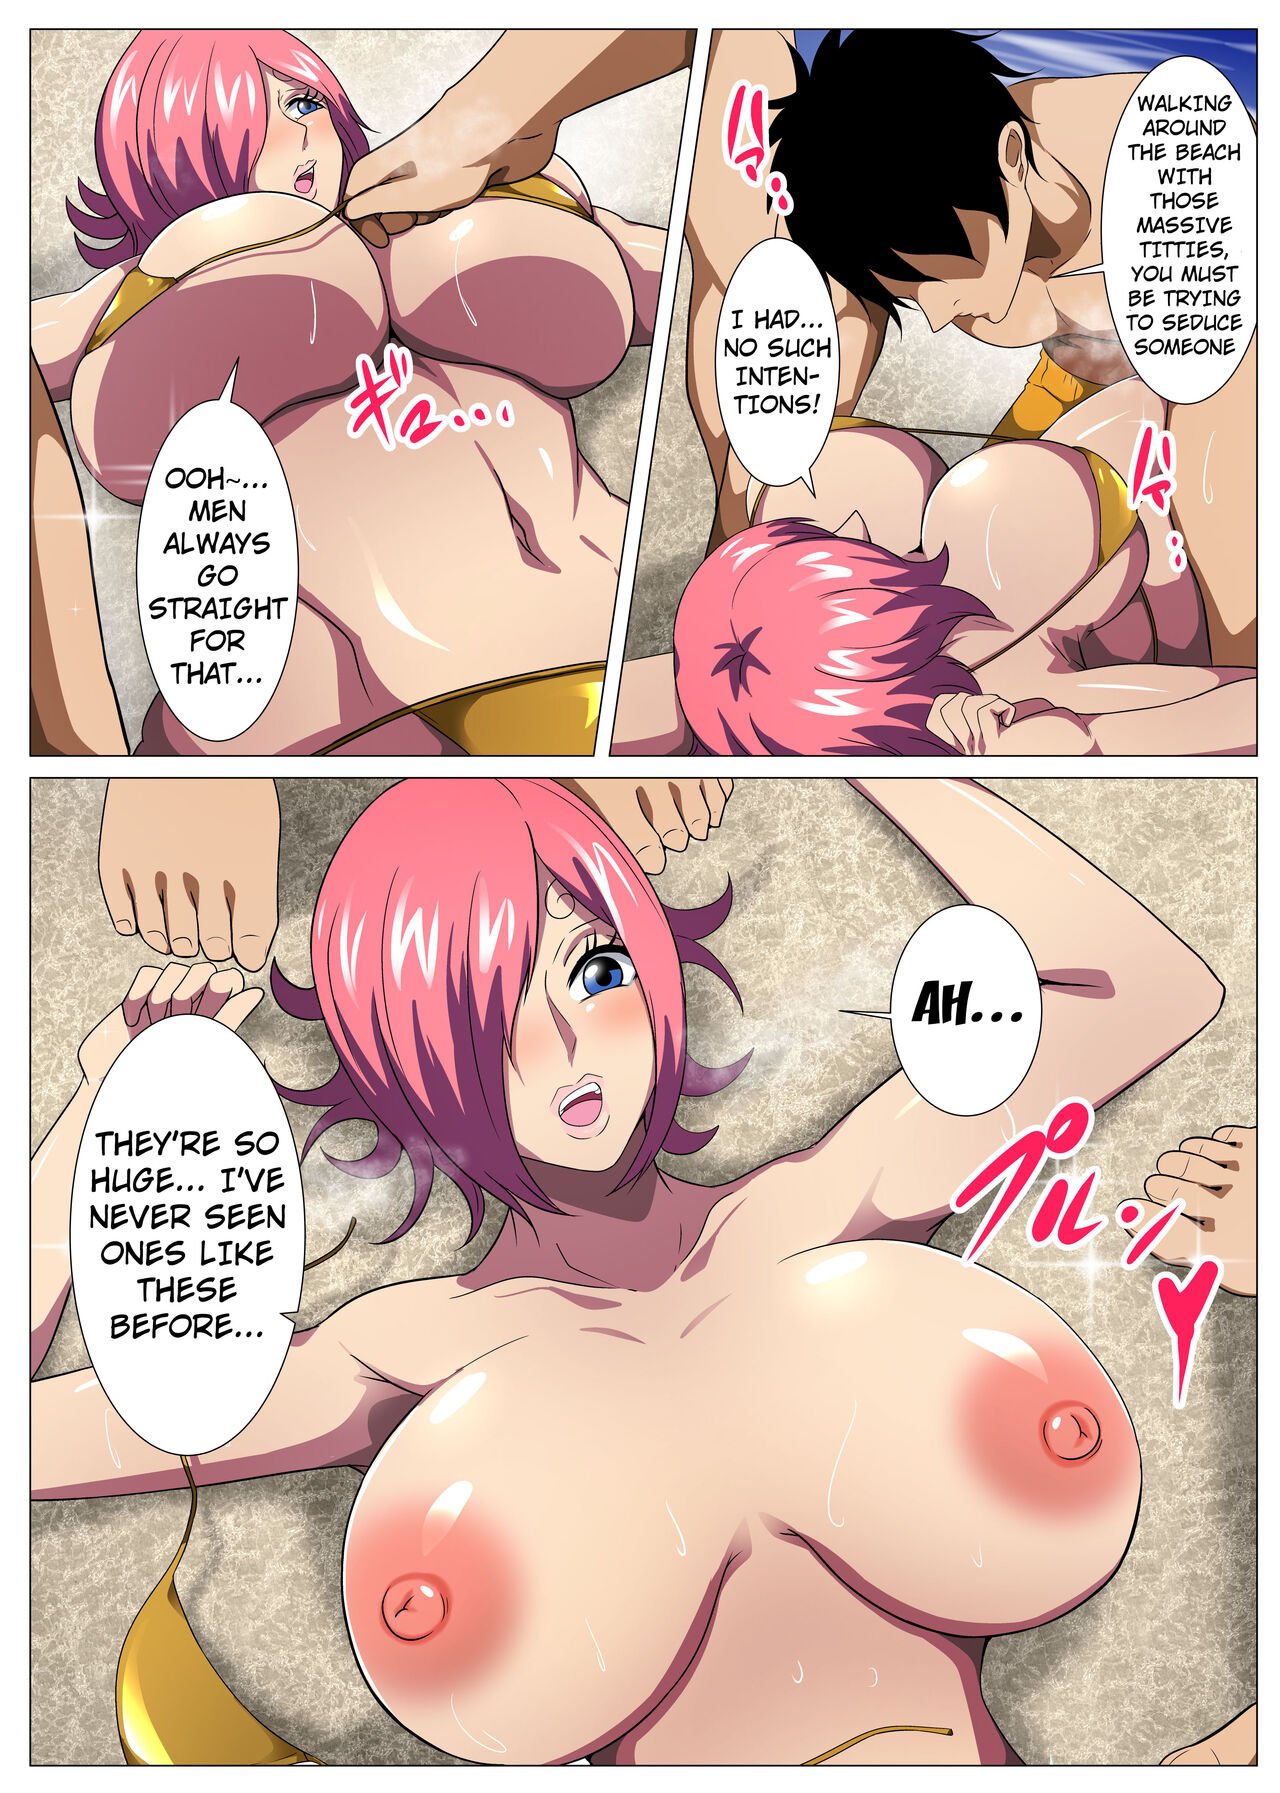 OOH~...
MEN
ALWAYS
GO
STRAIGHT
FOR
THAT...
ギュ...
WALKING
AROUND
THE BEACH
WITH
THOSE
MASSIVE
TITTIES,
YOU MUST
BE TRYING
TO SEDUCE
SOMEONE
I HAD...
NO SUCH
INTEN-
TIONS!
AH...
THEY'RE SO
HUGE... I'VE
NEVER SEEN
ONES LIKE
THESE
BEFORE...
プルン